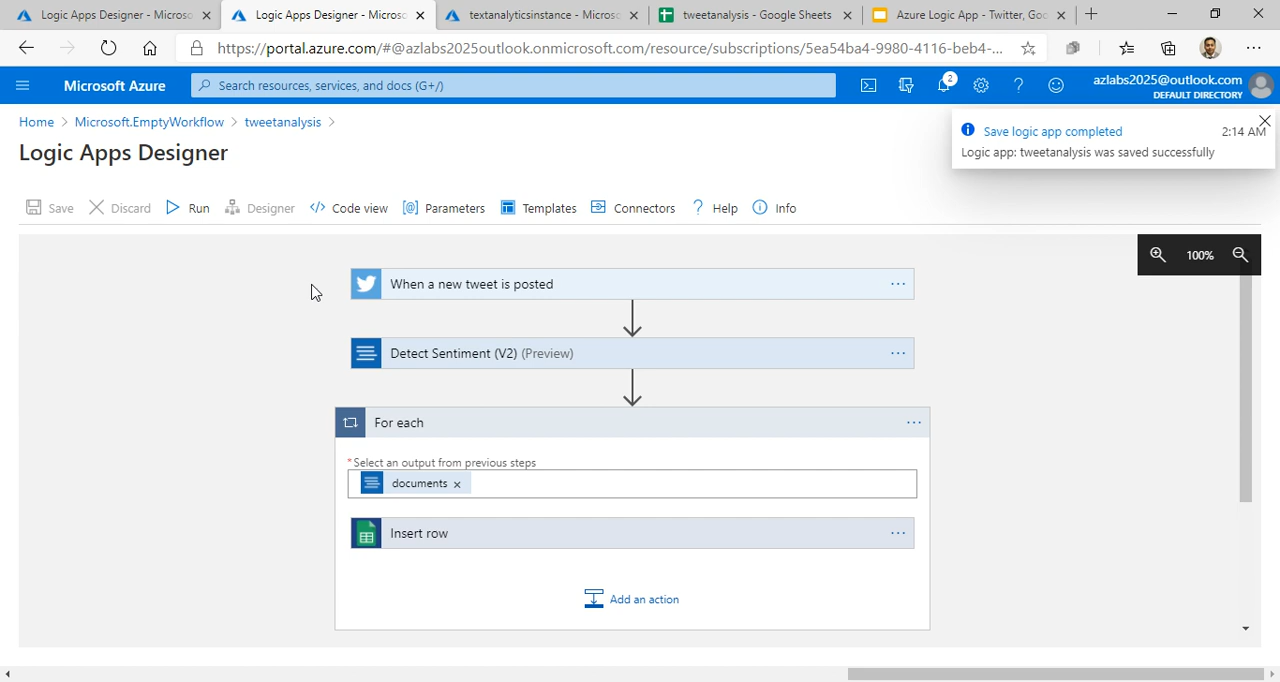 Logic Apps Designer - Microso
Logic Apps Designer - Microso
textanalyticsinstance - Microso
tweetanalysis - Google Sheets
Azure Logic App - Twitter, Goo
https://portal.azure.com/#@azlabs2025outlook.onmicrosoft.com/resource/subscriptions/5ea54ba4-9980-4116-beb4-...
Microsoft Azure
Search resources, services, and docs (G+/)
2
azlabs2025@outlook.com
DEFAULT DIRECTORY
Home > Microsoft.EmptyWorkflow > tweetanalysis >
Save logic app completed
2:14 AM
Logic app: tweetanalysis was saved successfully
Logic Apps Designer
Save
Discard
Run
Designer
Code view
Parameters
Templates
Connectors
Help
Info
100%
When a new tweet is posted
Detect Sentiment (V2) (Preview)
For each
*Select an output from previous steps
documents ×
Insert row
Add an action